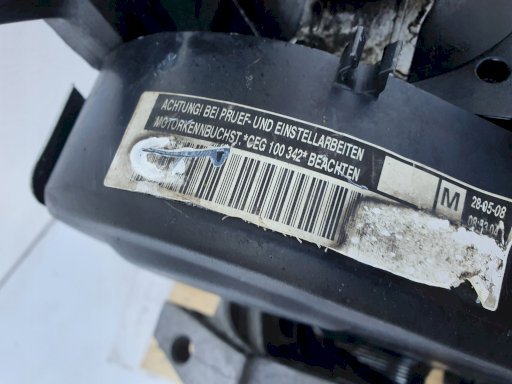 ACHTUNG! BEI PRUEF- UND EINSTELLARBEITEN
MOTORKENNBUCHST. *CEG 100 342* BEACHTEN
M
28-05-08